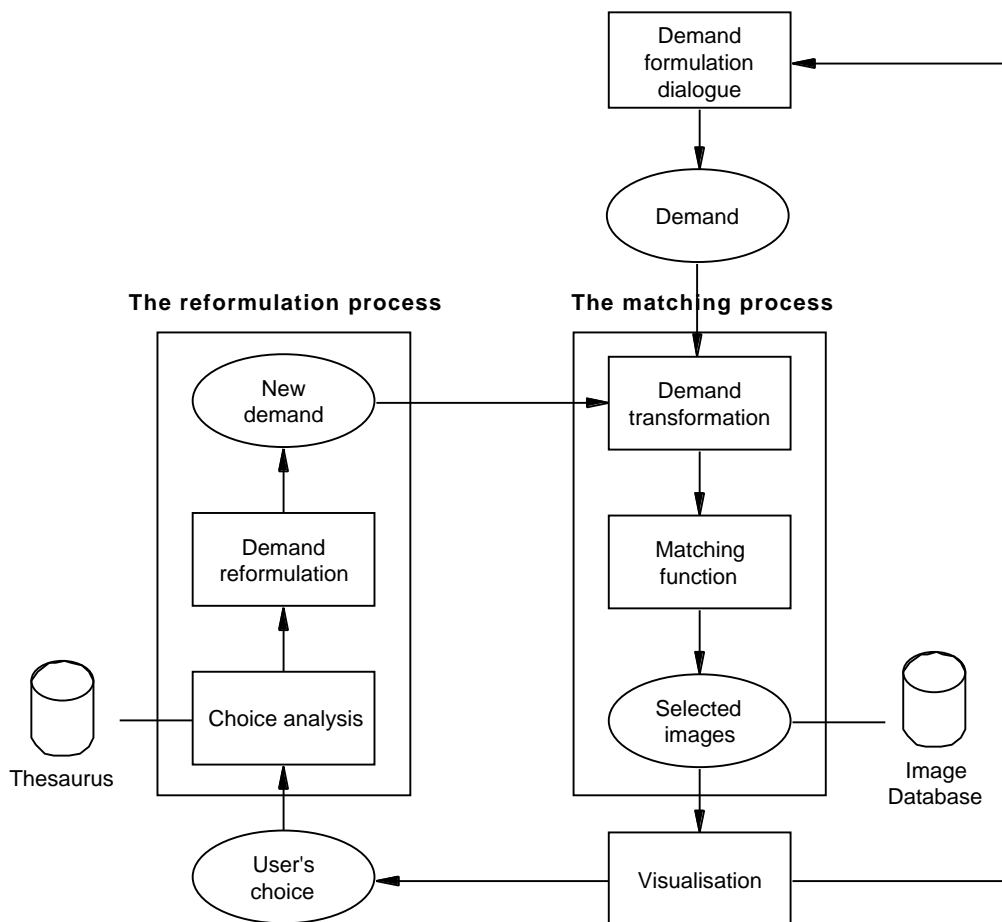 Demand
formulation
dialogue
Demand
The reformulation process
The matching process
New
demand
Demand
transformation
Demand
reformulation
Matching
function
Thesaurus
Choice analysis
Selected
images
Image
Database
User's
choice
Visualisation